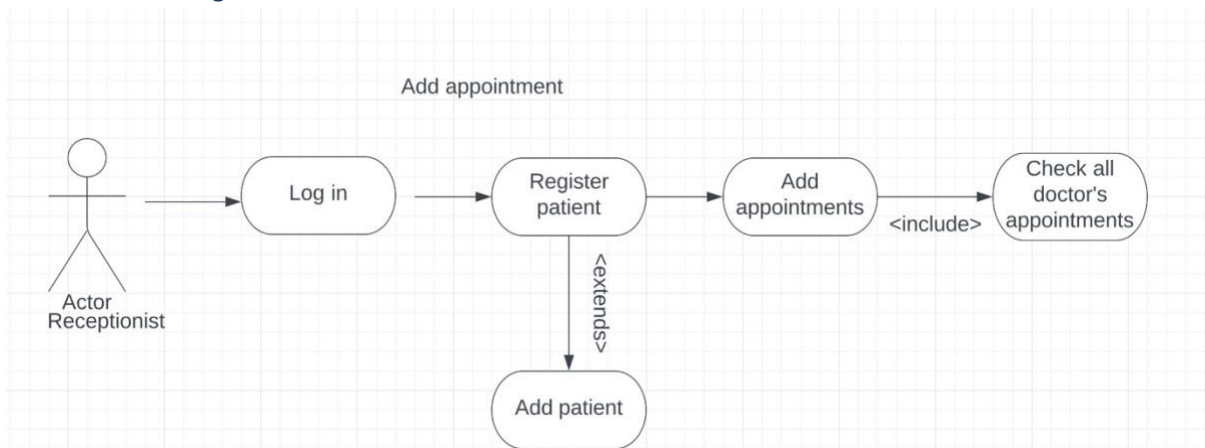 Add appointment
Actor
Receptionist
Log in
Register
patient
Add
appointments
<include>
Check all
doctor's
appointments
<extends>
Add patient